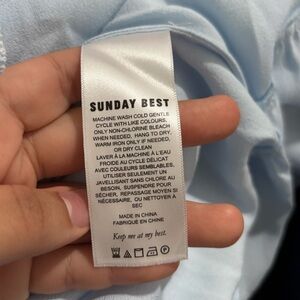 SUNDAY BEST
MACHINE WASH COLD GENTLE
CYCLE WITH LIKE COLOURS.
ONLY NON-CHLORINE BLEACH
WHEN NEEDED. HANG TO DRY,
WARM IRON ONLY IF NEEDED,
OR DRY CLEAN
LAVER À LA MACHINE À L'EAU
FROIDE AU CYCLE DÉLICAT
AVEC COULEURS SEMBLABLES,
UTILISER SEULEMENT UN
JAVELLISANT SANS CHLORE AU
BESOIN, SUSPENDRE POUR
SÉCHER, REPASSAGE MOYEN SI
NÉCESSAIRE, OU NETTOYER À
SEC
MADE IN CHINA
FABRIQUÉ EN CHINE
Keep me at my best.